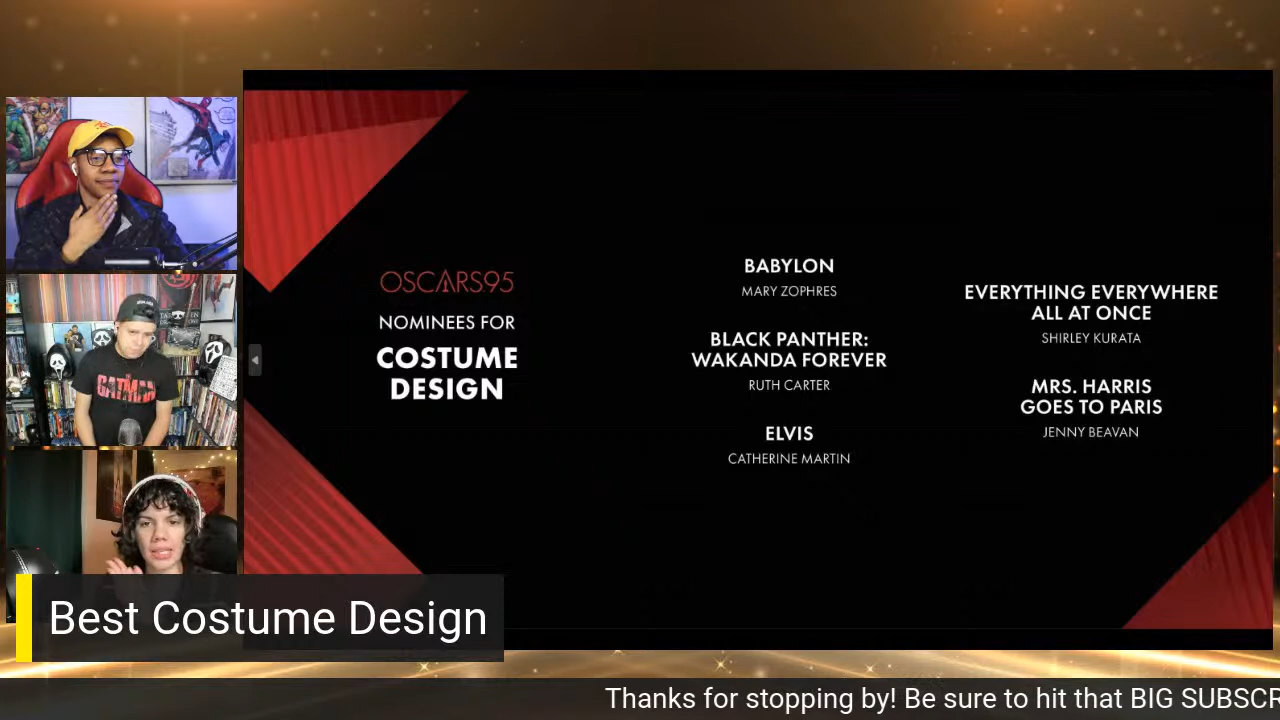 OSCARS95
NOMINEES FOR
COSTUME
DESIGN
BABYLON
MARY ZOPHRES
BLACK PANTHER:
WAKANDA FOREVER
RUTH CARTER
ELVIS
CATHERINE MARTIN
EVERYTHING EVERYWHERE
ALL AT ONCE
SHIRLEY KURATA
MRS. HARRIS
GOES TO PARIS
JENNY BEAVAN
CATMAN
Best Costume Design
Thanks for stopping by! Be sure to hit that BIG SUBSCR